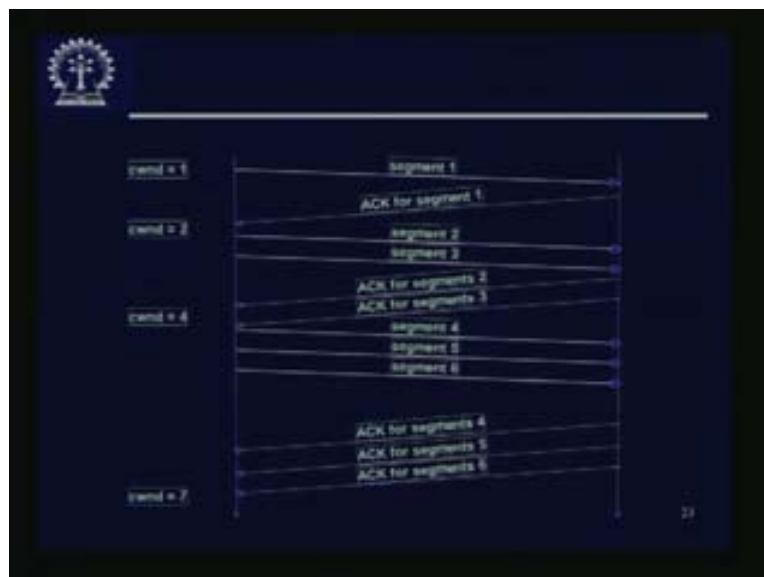 cwnd = 1
segment 1
ACK for segment 1
cwnd = 2
segment 2
segment 3
ACK for segments 2
ACK for segments 3
cwnd = 4
segment 4
segment 5
segment 6
ACK for segments 4
ACK for segments 5
ACK for segments 6
cwnd = 7
23